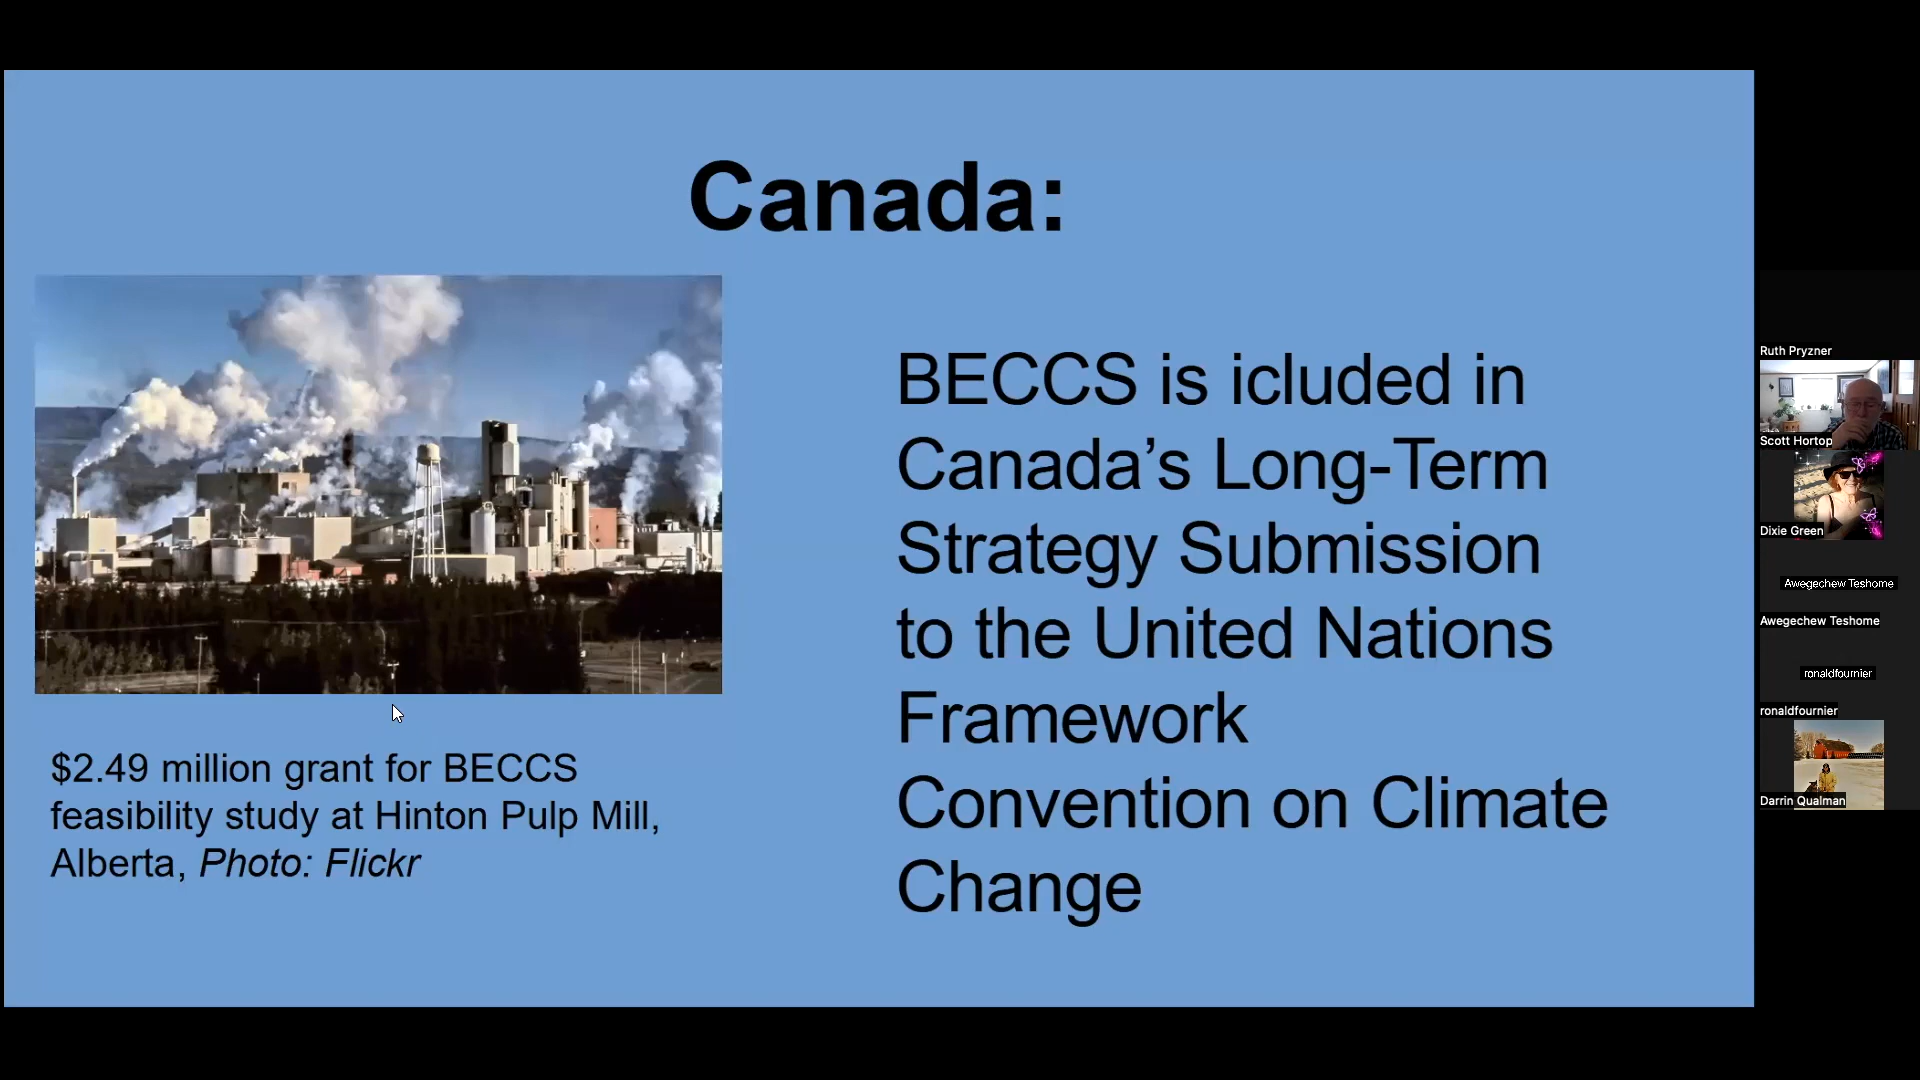 Canada:
BECCS is icluded in
Canada’s Long-Term
Strategy Submission
to the United Nations
Framework
Convention on Climate
Change
$2.49 million grant for BECCS
feasibility study at Hinton Pulp Mill,
Alberta, Photo: Flickr
Ruth Pryzner
Scott Hortop
Dixie Green
Awegechew Teshome
Awegechew Teshome
ronaldfournier
ronaldfournier
Darrin Qualman